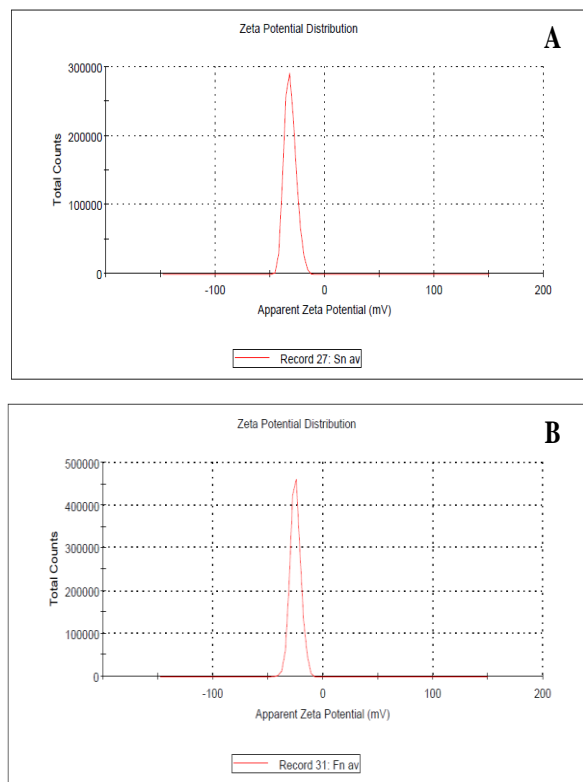 Zeta Potential Distribution
A
300000
200000
100000
0
Total Counts
-100 0 100 200
Apparent Zeta Potential (mV)
Record 27: Sn av
Zeta Potential Distribution
B
500000
400000
300000
200000
100000
0
Total Counts
-100 0 100 200
Apparent Zeta Potential (mV)
Record 31: Fn av